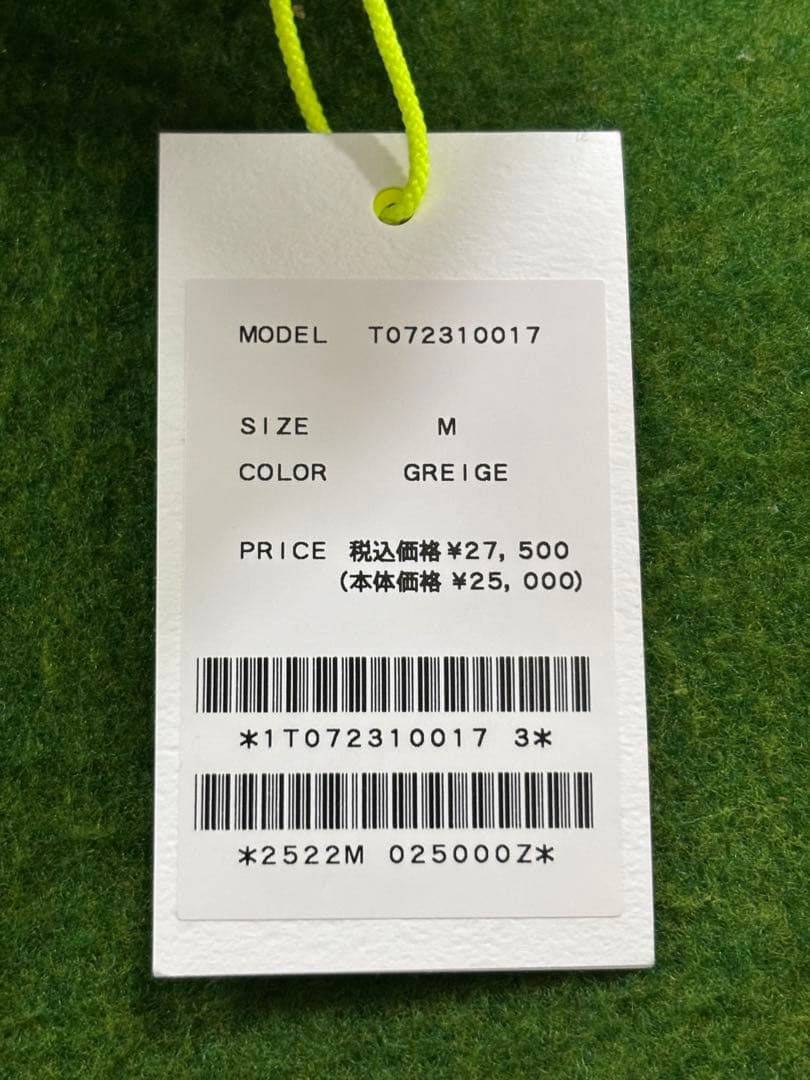 MODEL T072310017
SIZE M
COLOR GREIGE
PRICE 税込価格¥27,500
(本体価格 ¥25,000)
*1T072310017 3*
*2522M 025000Z*